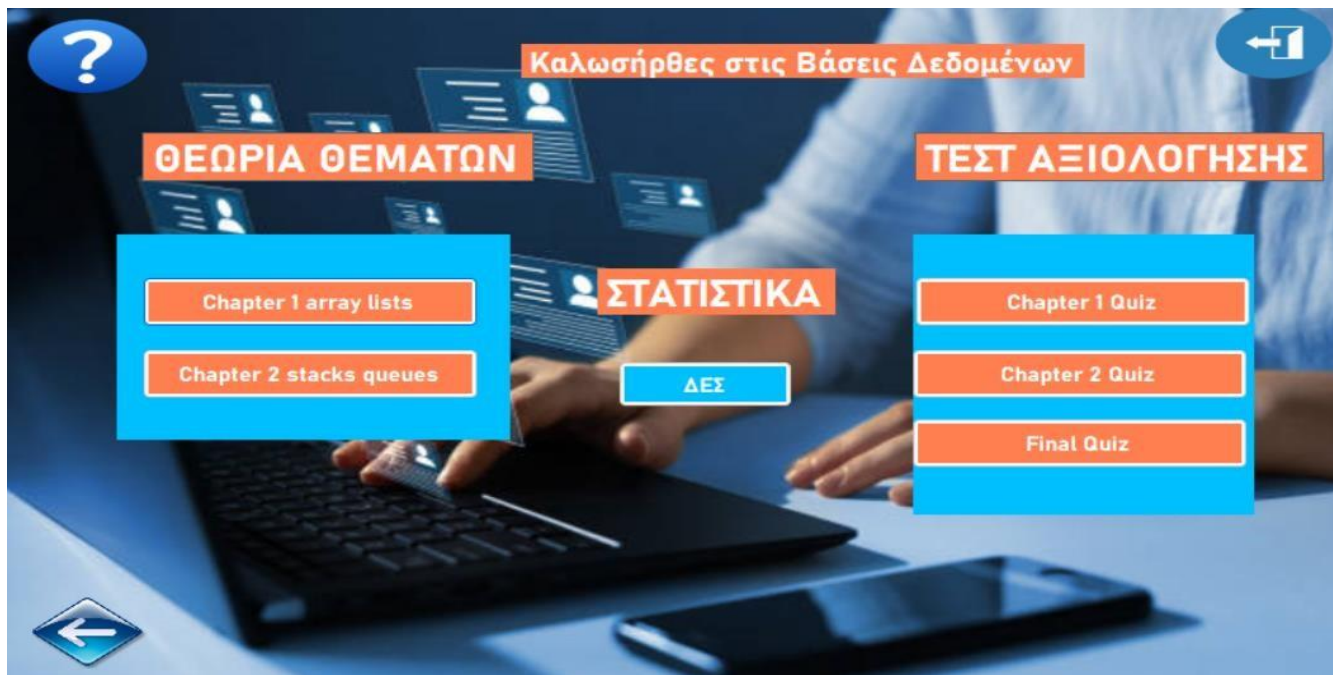 ?
Καλωσήρθες στις Βάσεις Δεδομένων
ΘΕΩΡΙΑ ΘΕΜΑΤΩΝ
ΤΕΣΤ ΑΞΙΟΛΟΓΗΣΗΣ
Chapter 1 array lists
Chapter 2 stacks queues
ΣΤΑΤΙΣΤΙΚΑ
ΔΕΣ
Chapter 1 Quiz
Chapter 2 Quiz
Final Quiz